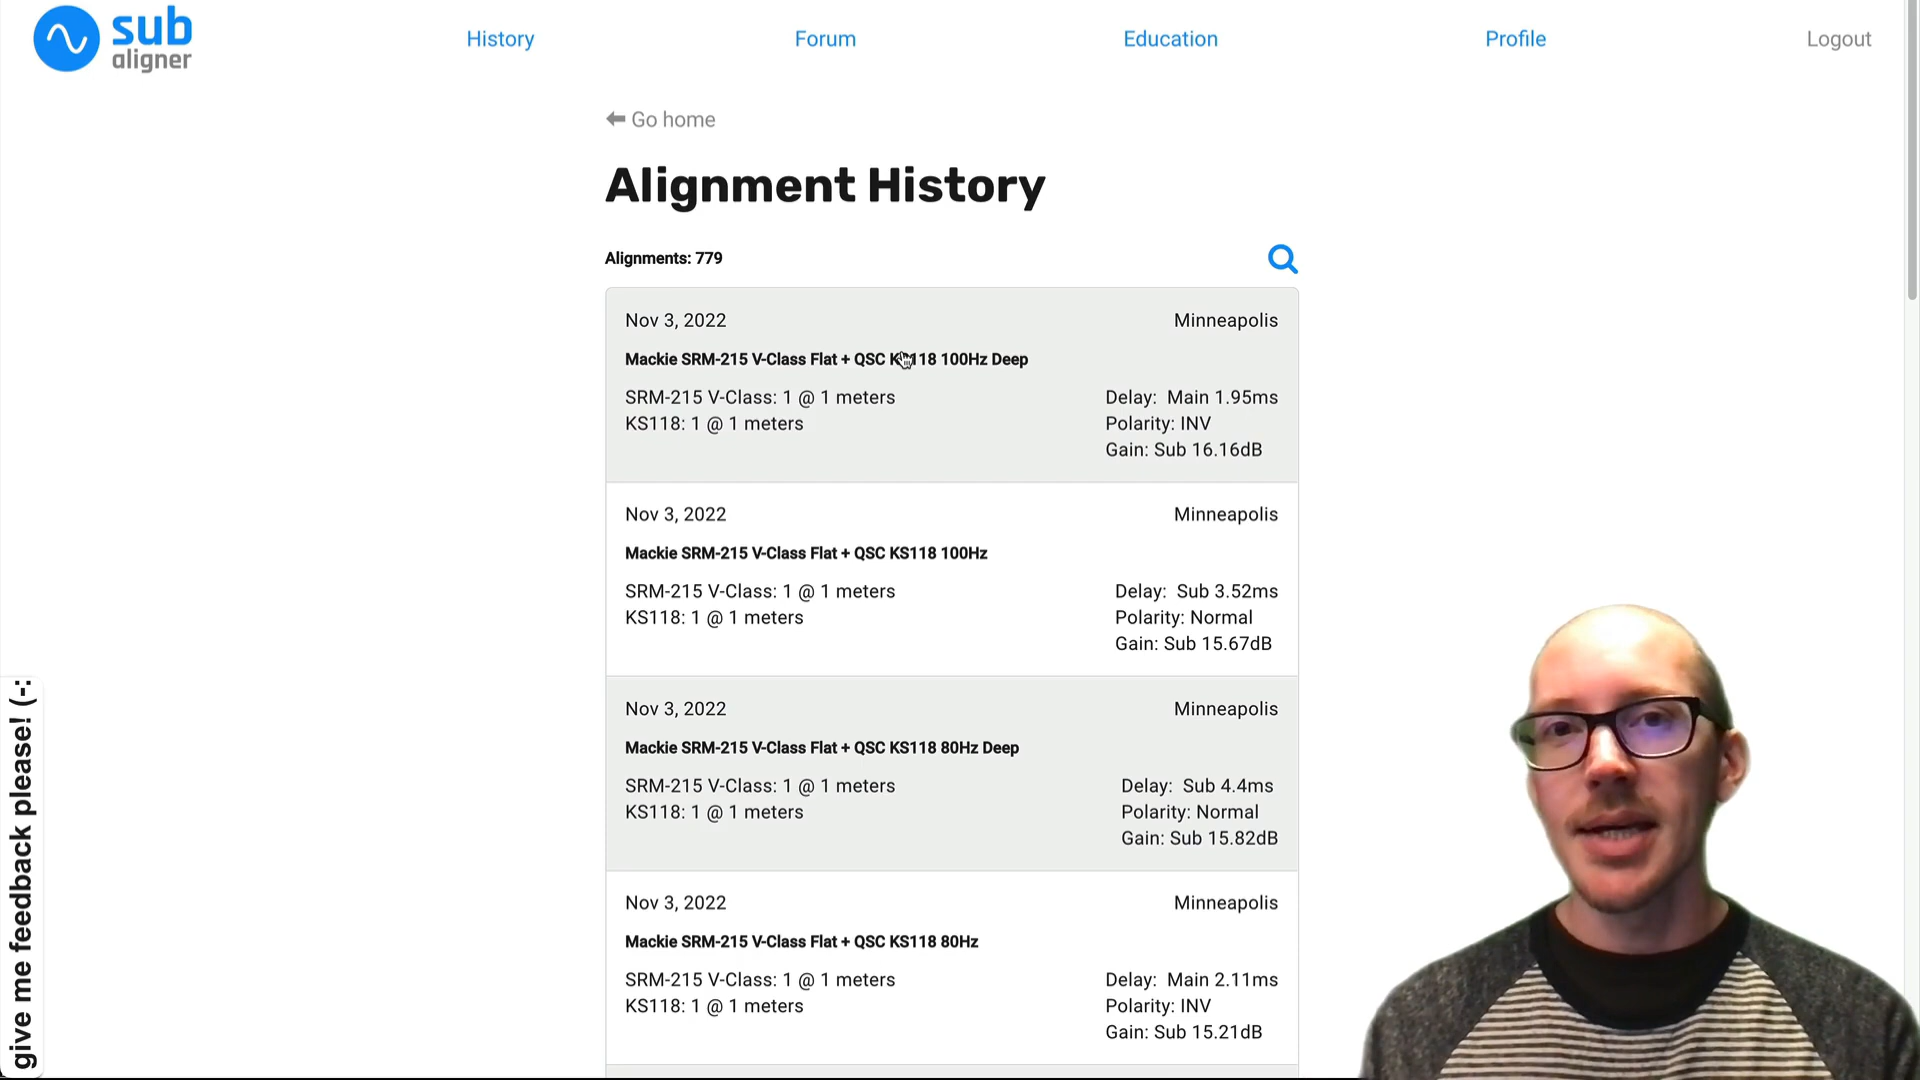 sub
aligner
History
Forum
Education
Profile
Logout
Go home
Alignment History
Alignments: 779
Nov 3, 2022
Minneapolis
Mackie SRM-215 V-Class Flat + QSC KS118 100Hz Deep
SRM-215 V-Class: 1 @ 1 meters
KS118: 1 @ 1 meters
Delay: Main 1.95ms
Polarity: INV
Gain: Sub 16.16dB
Nov 3, 2022
Minneapolis
Mackie SRM-215 V-Class Flat + QSC KS118 100Hz
SRM-215 V-Class: 1 @ 1 meters
KS118: 1 @ 1 meters
Delay: Sub 3.52ms
Polarity: Normal
Gain: Sub 15.67dB
Nov 3, 2022
Minneapolis
Mackie SRM-215 V-Class Flat + QSC KS118 80Hz Deep
SRM-215 V-Class: 1 @ 1 meters
KS118: 1 @ 1 meters
Delay: Sub 4.4ms
Polarity: Normal
Gain: Sub 15.82dB
Nov 3, 2022
Minneapolis
Mackie SRM-215 V-Class Flat + QSC KS118 80Hz
SRM-215 V-Class: 1 @ 1 meters
KS118: 1 @ 1 meters
Delay: Main 2.11ms
Polarity: INV
Gain: Sub 15.21dB
give me feedback please! (-: